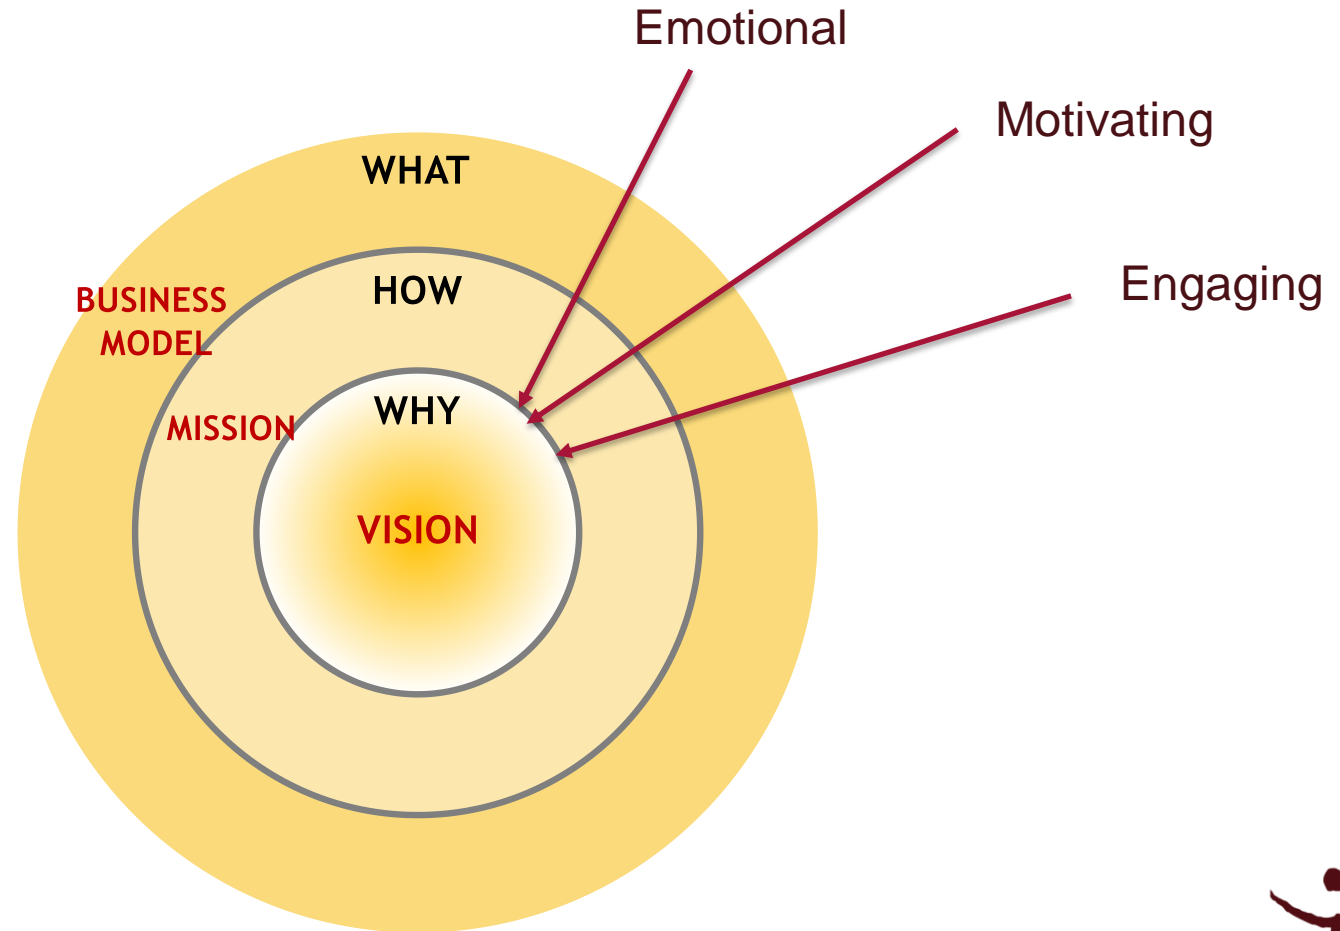 Emotional
Motivating
WHAT
Engaging
HOW
BUSINESS
MODEL
WHY
MISSION
VISION